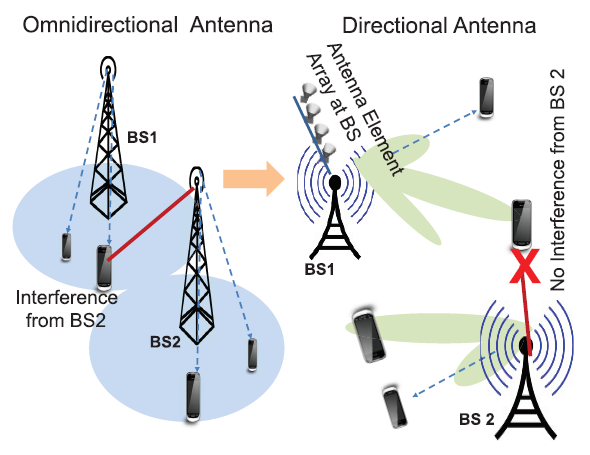 Omnidirectional Antenna
BS1
Interference
from BS2
BS2
Directional Antenna
Antenna Element
Array at BS
BS1
No Interference from BS 2
X
BS 2